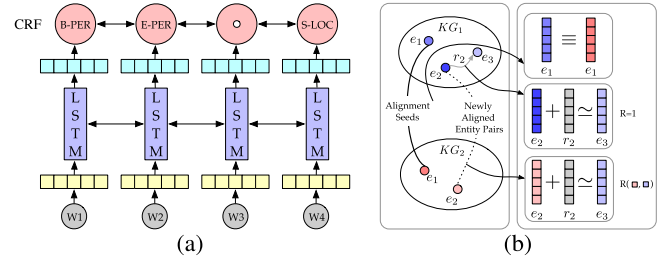 CRF B-PER E-PER O S-LOC
L S T M L S T M L S T M L S T M
W1 W2 W3 W4
(a)
KG1
e1 r2 e3
e2
Alignment Seeds
Newly Aligned Entity Pairs
KG2
e1
e2
≡
e1 e1
+ ≃ R=1
e2 r2 e3
+ ≃ R( , )
e2 r2 e3
(b)